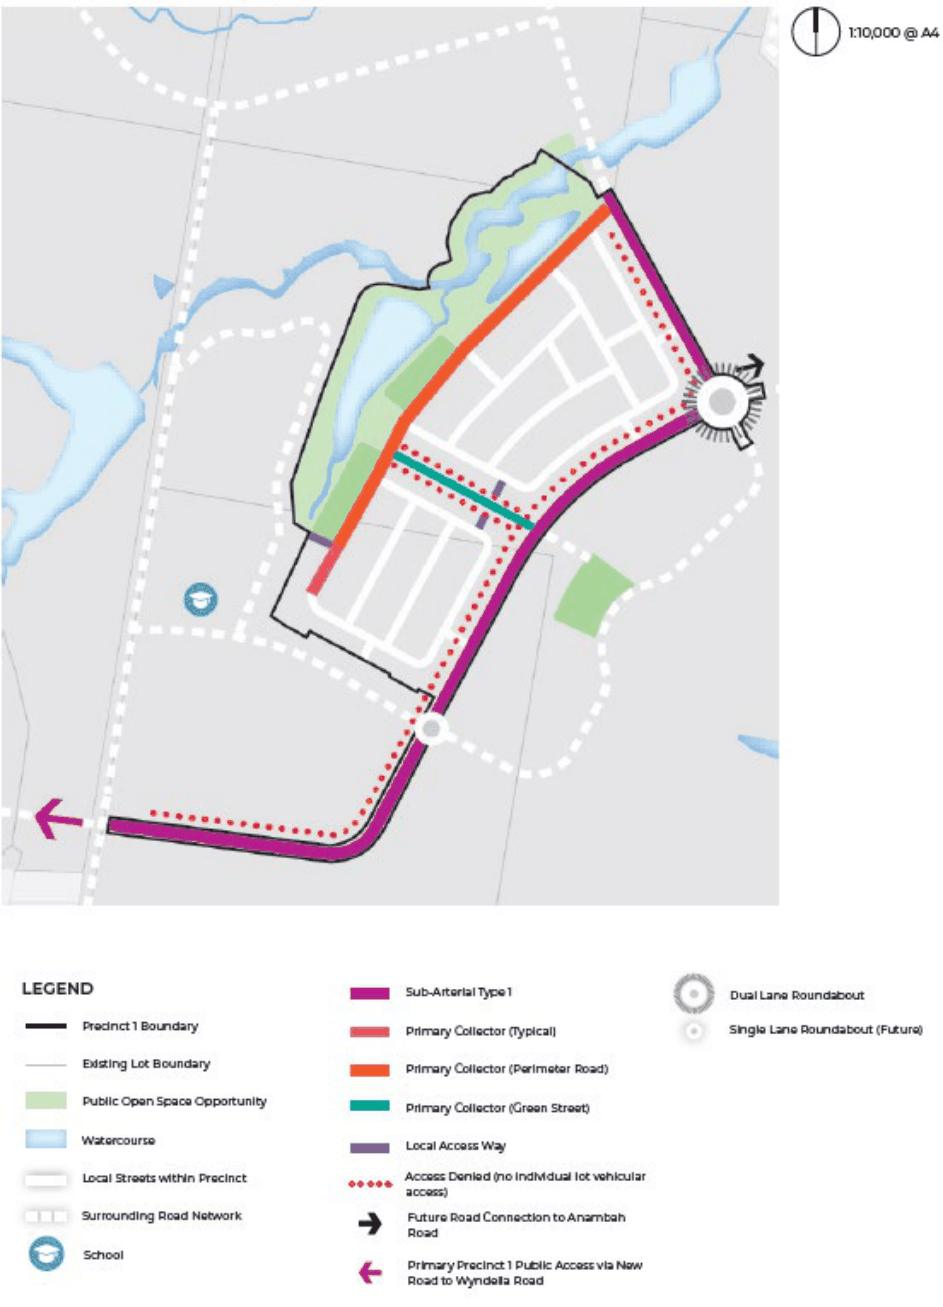 1:10,000 @ A4
LEGEND
Precinct 1 Boundary
Existing Lot Boundary
Public Open Space Opportunity
Watercourse
Local Streets within Precinct
Surrounding Road Network
School
Sub-Arterial Type 1
Primary Collector (Typical)
Primary Collector (Perimeter Road)
Primary Collector (Green Street)
Local Access Way
Access Denied (no individual lot vehicular
access)
Future Road Connection to Anambah
Road
Primary Precinct 1 Public Access via New
Road to Wyndella Road
Dual Lane Roundabout
Single Lane Roundabout (Future)